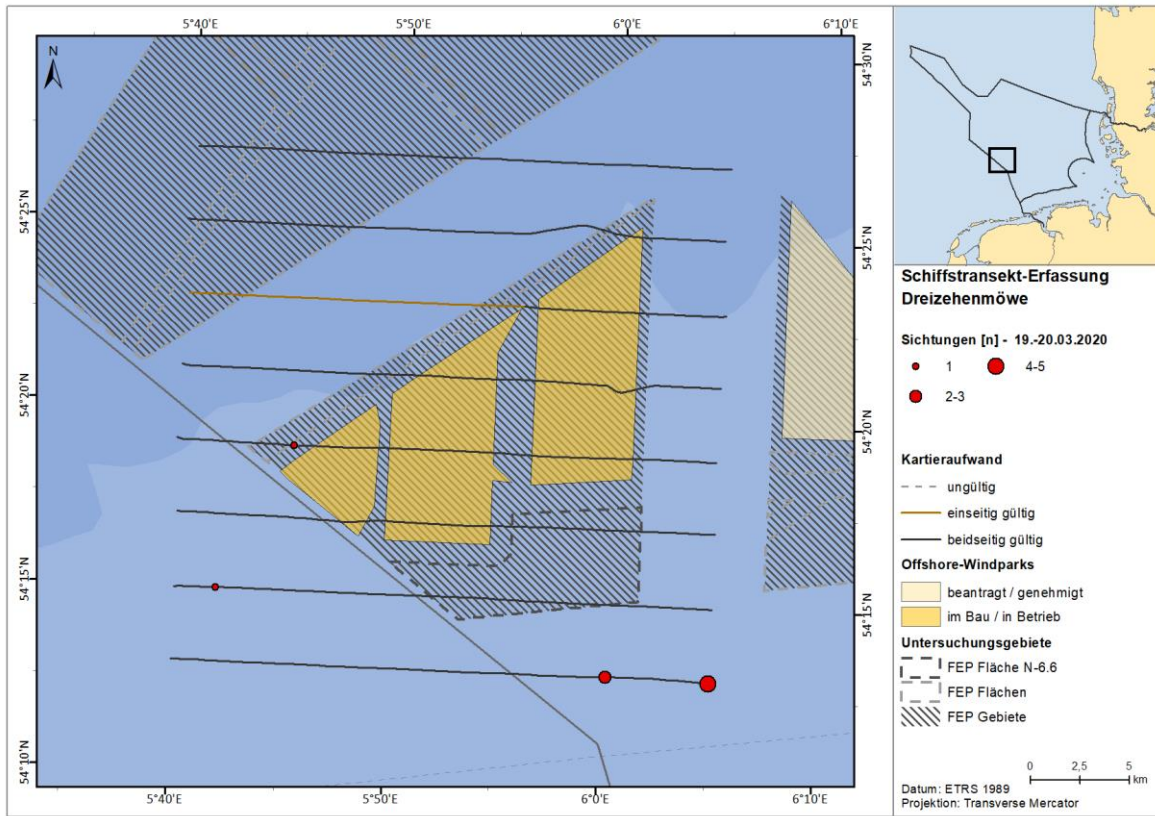 5°40'E 5°50'E 6°0'E 6°10'E
N
54°30'N
54°25'N
54°25'N
54°20'N
54°20'N
54°15'N
54°15'N
54°10'N
5°40'E 5°50'E 6°0'E 6°10'E
Schiffstransekt-Erfassung
Dreizehenmöwe
Sichtungen [n] - 19.-20.03.2020
1 4-5
2-3
Kartieraufwand
ungültig
einseitig gültig
beidseitig gültig
Offshore-Windparks
beantragt / genehmigt
im Bau / in Betrieb
Untersuchungsgebiete
FEP Fläche N-6.6
FEP Flächen
FEP Gebiete
0 2,5 5
km
Datum: ETRS 1989
Projektion: Transverse Mercator